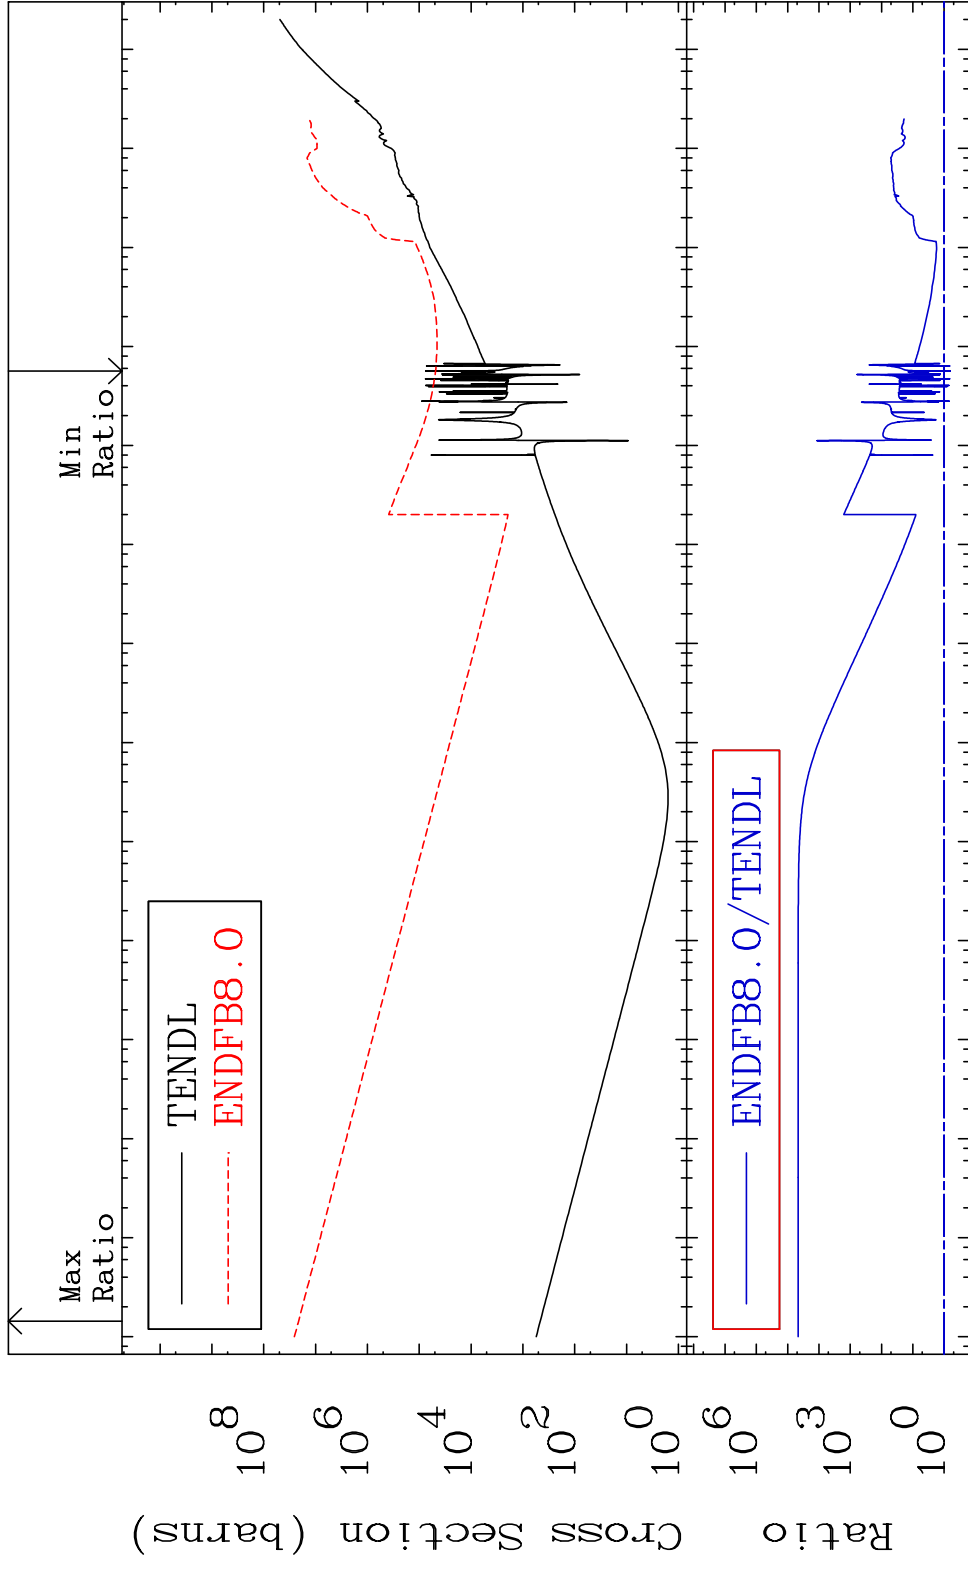 Max
Ratio
Min
Ratio
TENDL
ENDFB8.0
10^8
10^6
10^4
10^2
10^0
Cross Section (barns)
ENDFB8.0/TENDL
10^6
10^3
10^0
Ratio